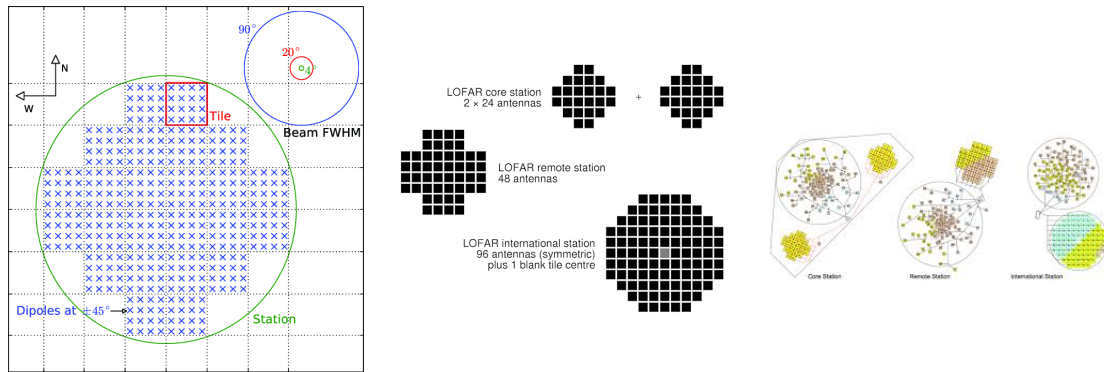 90°
20°
4°
N
W
Tile
Beam FWHM
Dipoles at ±45°
Station
LOFAR core station
2 × 24 antennas
+
LOFAR remote station
48 antennas
LOFAR international station
96 antennas (symmetric)
plus 1 blank tile centre
Core Station
Remote Station
International Station